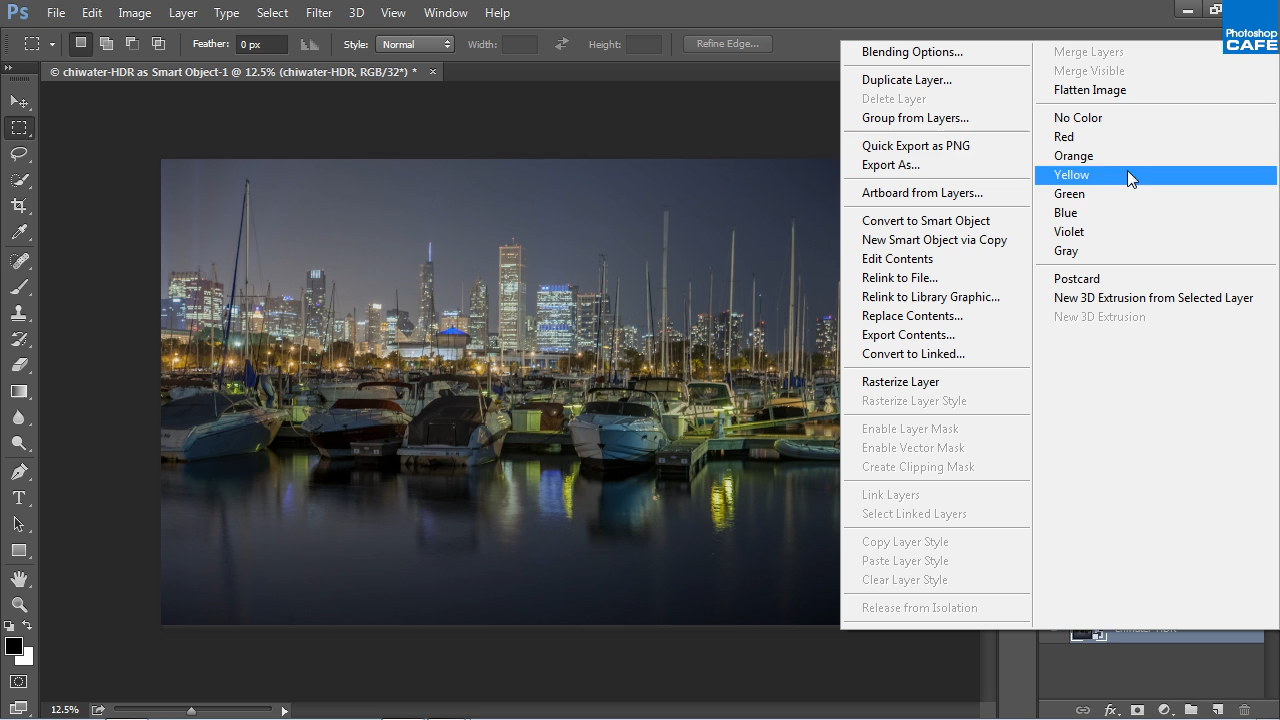 Ps File Edit Image Layer Type Select Filter 3D View Window Help
Photoshop
CAFE
Feather: 0 px Style: Normal Width: Height: Refine Edge...
© chiwater-HDR as Smart Object-1 @ 12.5% (chiwater-HDR, RGB/32*) * ×
Blending Options...
Duplicate Layer...
Delete Layer
Group from Layers...
Quick Export as PNG
Export As...
Artboard from Layers...
Convert to Smart Object
New Smart Object via Copy
Edit Contents
Relink to File...
Relink to Library Graphic...
Replace Contents...
Export Contents...
Convert to Linked...
Rasterize Layer
Rasterize Layer Style
Enable Layer Mask
Enable Vector Mask
Create Clipping Mask
Link Layers
Select Linked Layers
Copy Layer Style
Paste Layer Style
Clear Layer Style
Release from Isolation
Merge Layers
Merge Visible
Flatten Image
No Color
Red
Orange
Yellow
Green
Blue
Violet
Gray
Postcard
New 3D Extrusion from Selected Layer
New 3D Extrusion
chiwater-HDR
T
12.5%
fx